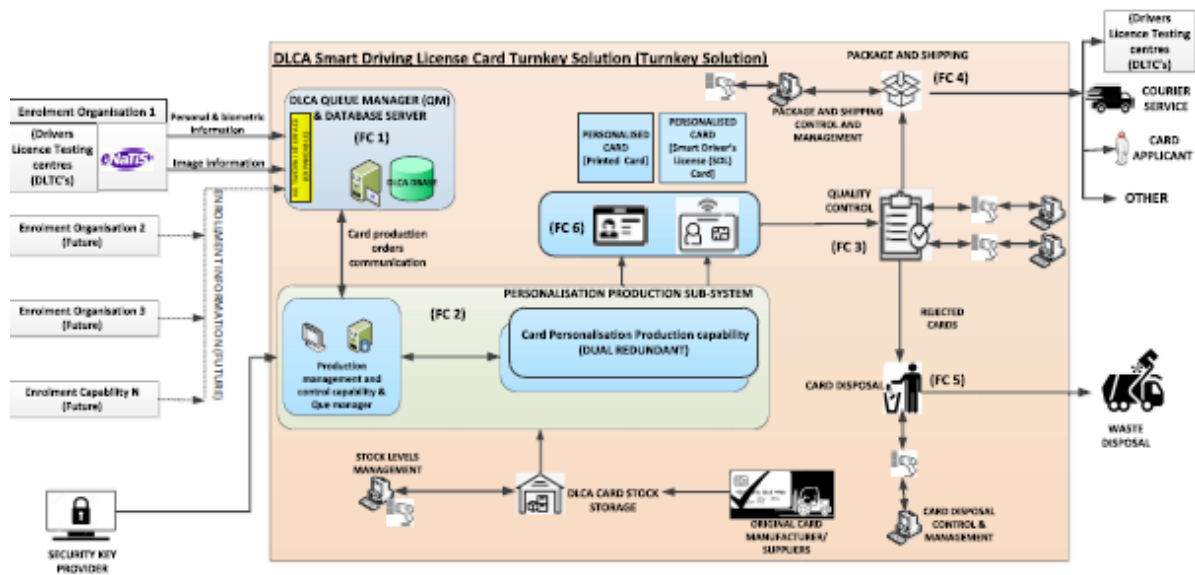 DLCA Smart Driving License Card Turnkey Solution (Turnkey Solution)
Enrolment Organisation 1
(Drivers
Licence Testing
centres
(DLTC's)
eNaTIS
Personal & biometric
Information
Image information
Enrolment Organisation 2
(Future)
Enrolment Organisation 3
(Future)
Enrolment Capability N
(Future)
ENROLMENT INFORMATION (FUTURE)
SECURITY KEY
PROVIDER
DLCA QUEUE MANAGER (QM)
& DATABASE SERVER
(FC 1)
DLCA DBASE
Card production
orders
communication
PERSONALISATION PRODUCTION SUB-SYSTEM
(FC 2)
Production
management and
control capability &
Que manager
Card Personalisation Production capability
(DUAL REDUNDANT)
STOCK LEVELS
MANAGEMENT
DLCA CARD STOCK
STORAGE
ORIGINAL CARD
MANUFACTURER/
SUPPLIERS
PERSONALISED
CARD
[Printed Card]
PERSONALISED
CARD
[Smart Driver's
License (SDL)
Card]
(FC 6)
PACKAGE AND SHIPPING
(FC 4)
PACKAGE AND SHIPPING
CONTROL AND
MANAGEMENT
QUALITY
CONTROL
(FC 3)
REJECTED
CARDS
CARD DISPOSAL
(FC 5)
CARD DISPOSAL
CONTROL &
MANAGEMENT
(Drivers
Licence Testing
centres
(DLTC's)
COURIER
SERVICE
CARD
APPLICANT
OTHER
WASTE
DISPOSAL